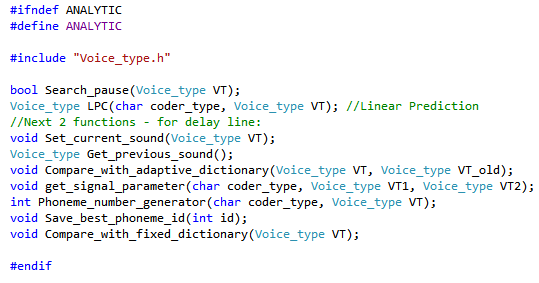 #ifndef ANALYTIC
#define ANALYTIC
#include "Voice_type.h"
bool Search_pause(Voice_type VT);
Voice_type LPC(char coder_type, Voice_type VT); //Linear Prediction
//Next 2 functions - for delay line:
void Set_current_sound(Voice_type VT);
Voice_type Get_previous_sound();
void Compare_with_adaptive_dictionary(Voice_type VT, Voice_type VT_old);
void get_signal_parameter(char coder_type, Voice_type VT1, Voice_type VT2);
int Phoneme_number_generator(char coder_type, Voice_type VT);
void Save_best_phoneme_id(int id);
void Compare_with_fixed_dictionary(Voice_type VT);
#endif